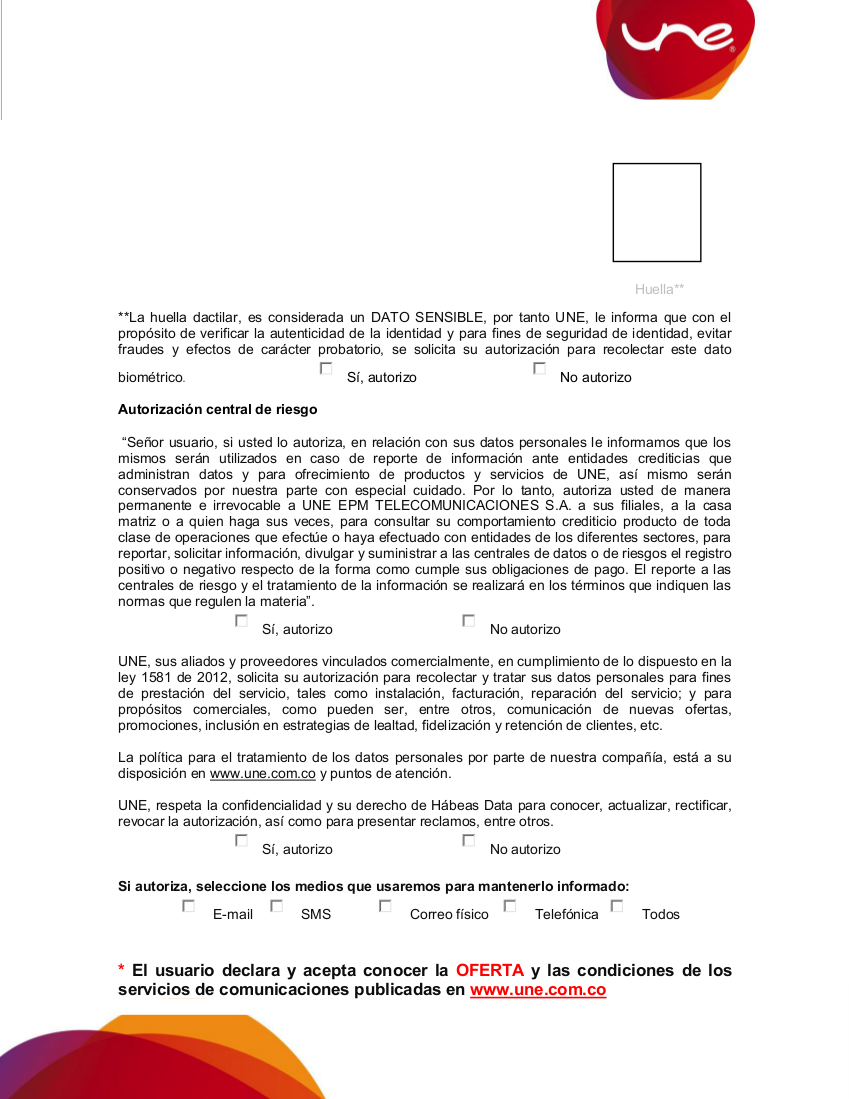 une®
Huella**
**La huella dactilar, es considerada un DATO SENSIBLE, por tanto UNE, le informa que con el
propósito de verificar la autenticidad de la identidad y para fines de seguridad de identidad, evitar
fraudes y efectos de carácter probatorio, se solicita su autorización para recolectar este dato
biométrico. Sí, autorizo No autorizo
Autorización central de riesgo
“Señor usuario, si usted lo autoriza, en relación con sus datos personales le informamos que los
mismos serán utilizados en caso de reporte de información ante entidades crediticias que
administran datos y para ofrecimiento de productos y servicios de UNE, así mismo serán
conservados por nuestra parte con especial cuidado. Por lo tanto, autoriza usted de manera
permanente e irrevocable a UNE EPM TELECOMUNICACIONES S.A. a sus filiales, a la casa
matriz o a quien haga sus veces, para consultar su comportamiento crediticio producto de toda
clase de operaciones que efectúe o haya efectuado con entidades de los diferentes sectores, para
reportar, solicitar información, divulgar y suministrar a las centrales de datos o de riesgos el registro
positivo o negativo respecto de la forma como cumple sus obligaciones de pago. El reporte a las
centrales de riesgo y el tratamiento de la información se realizará en los términos que indiquen las
normas que regulen la materia”.
Sí, autorizo No autorizo
UNE, sus aliados y proveedores vinculados comercialmente, en cumplimiento de lo dispuesto en la
ley 1581 de 2012, solicita su autorización para recolectar y tratar sus datos personales para fines
de prestación del servicio, tales como instalación, facturación, reparación del servicio; y para
propósitos comerciales, como pueden ser, entre otros, comunicación de nuevas ofertas,
promociones, inclusión en estrategias de lealtad, fidelización y retención de clientes, etc.
La política para el tratamiento de los datos personales por parte de nuestra compañía, está a su
disposición en www.une.com.co y puntos de atención.
UNE, respeta la confidencialidad y su derecho de Hábeas Data para conocer, actualizar, rectificar,
revocar la autorización, así como para presentar reclamos, entre otros.
Sí, autorizo No autorizo
Si autoriza, seleccione los medios que usaremos para mantenerlo informado:
E-mail SMS Correo físico Telefónica Todos
* El usuario declara y acepta conocer la OFERTA y las condiciones de los
servicios de comunicaciones publicadas en www.une.com.co